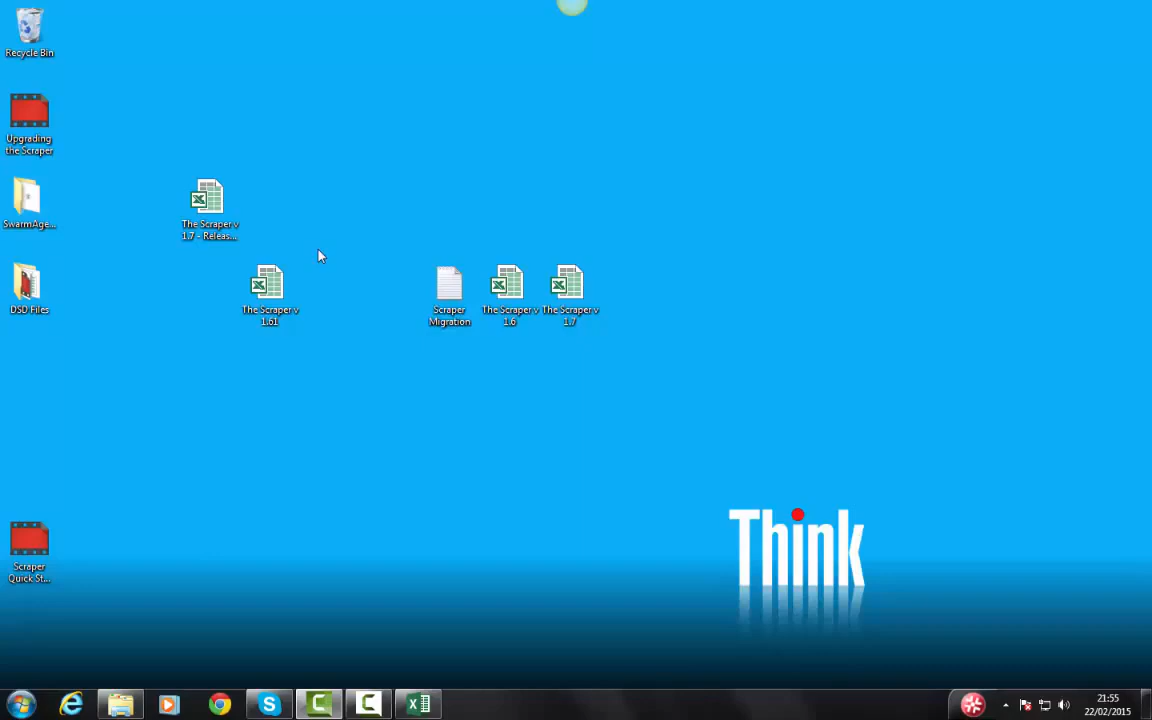 Recycle Bin
Upgrading
the Scraper
SwarmAge...
DSD Files
The Scraper v
1.7 - Releas...
The Scraper v
1.61
Scraper
Migration
The Scraper v
1.6
The Scraper v
1.7
Scraper
Quick St...
Think
21:55
22/02/2015